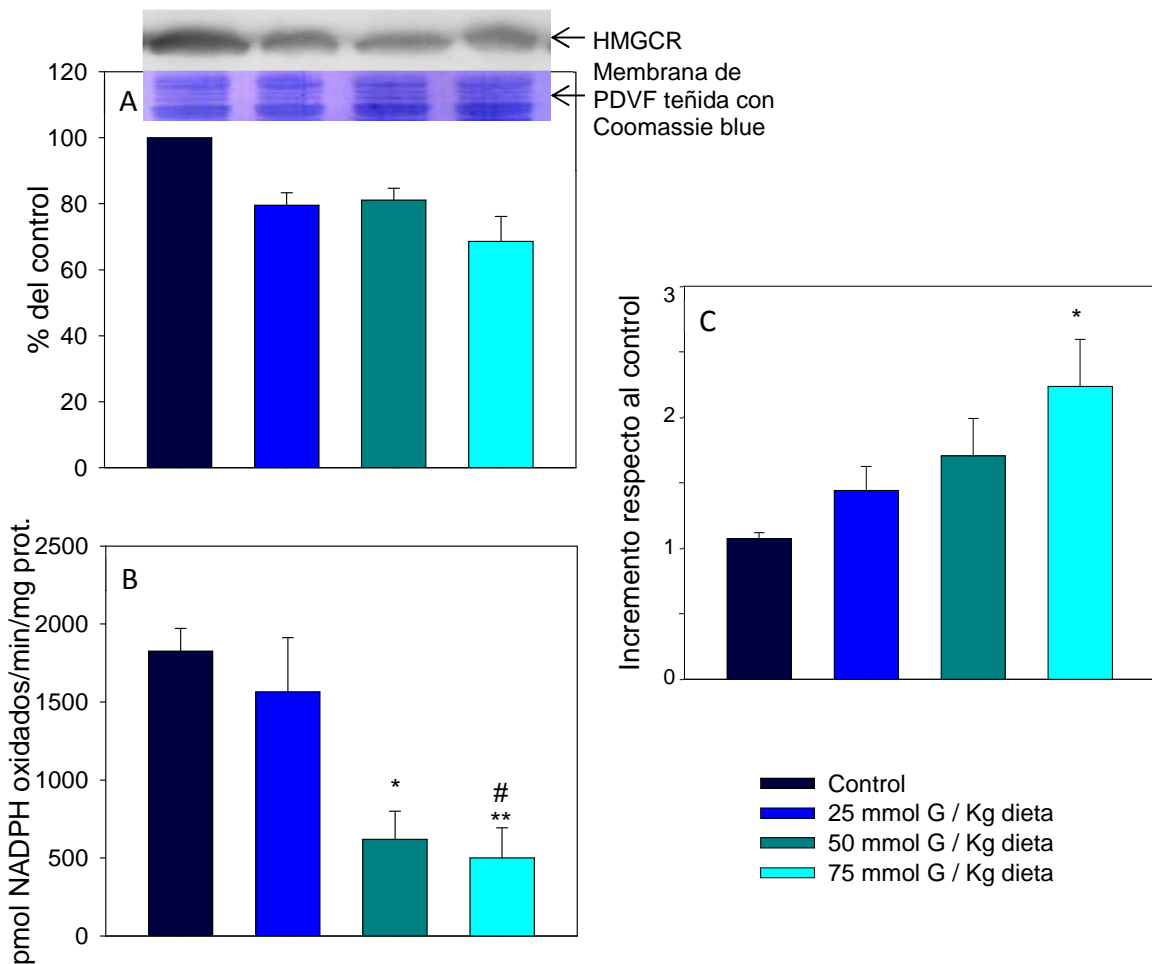 HMGCR
Membrana de
PDVF teñida con
Coomassie blue
A
120
100
80
60
40
20
0
% del control
B
2500
2000
1500
1000
500
0
pmol NADPH oxidados/min/mg prot.
*
#
**
C
3
2
1
0
Incremento respecto al control
*
Control
25 mmol G / Kg dieta
50 mmol G / Kg dieta
75 mmol G / Kg dieta